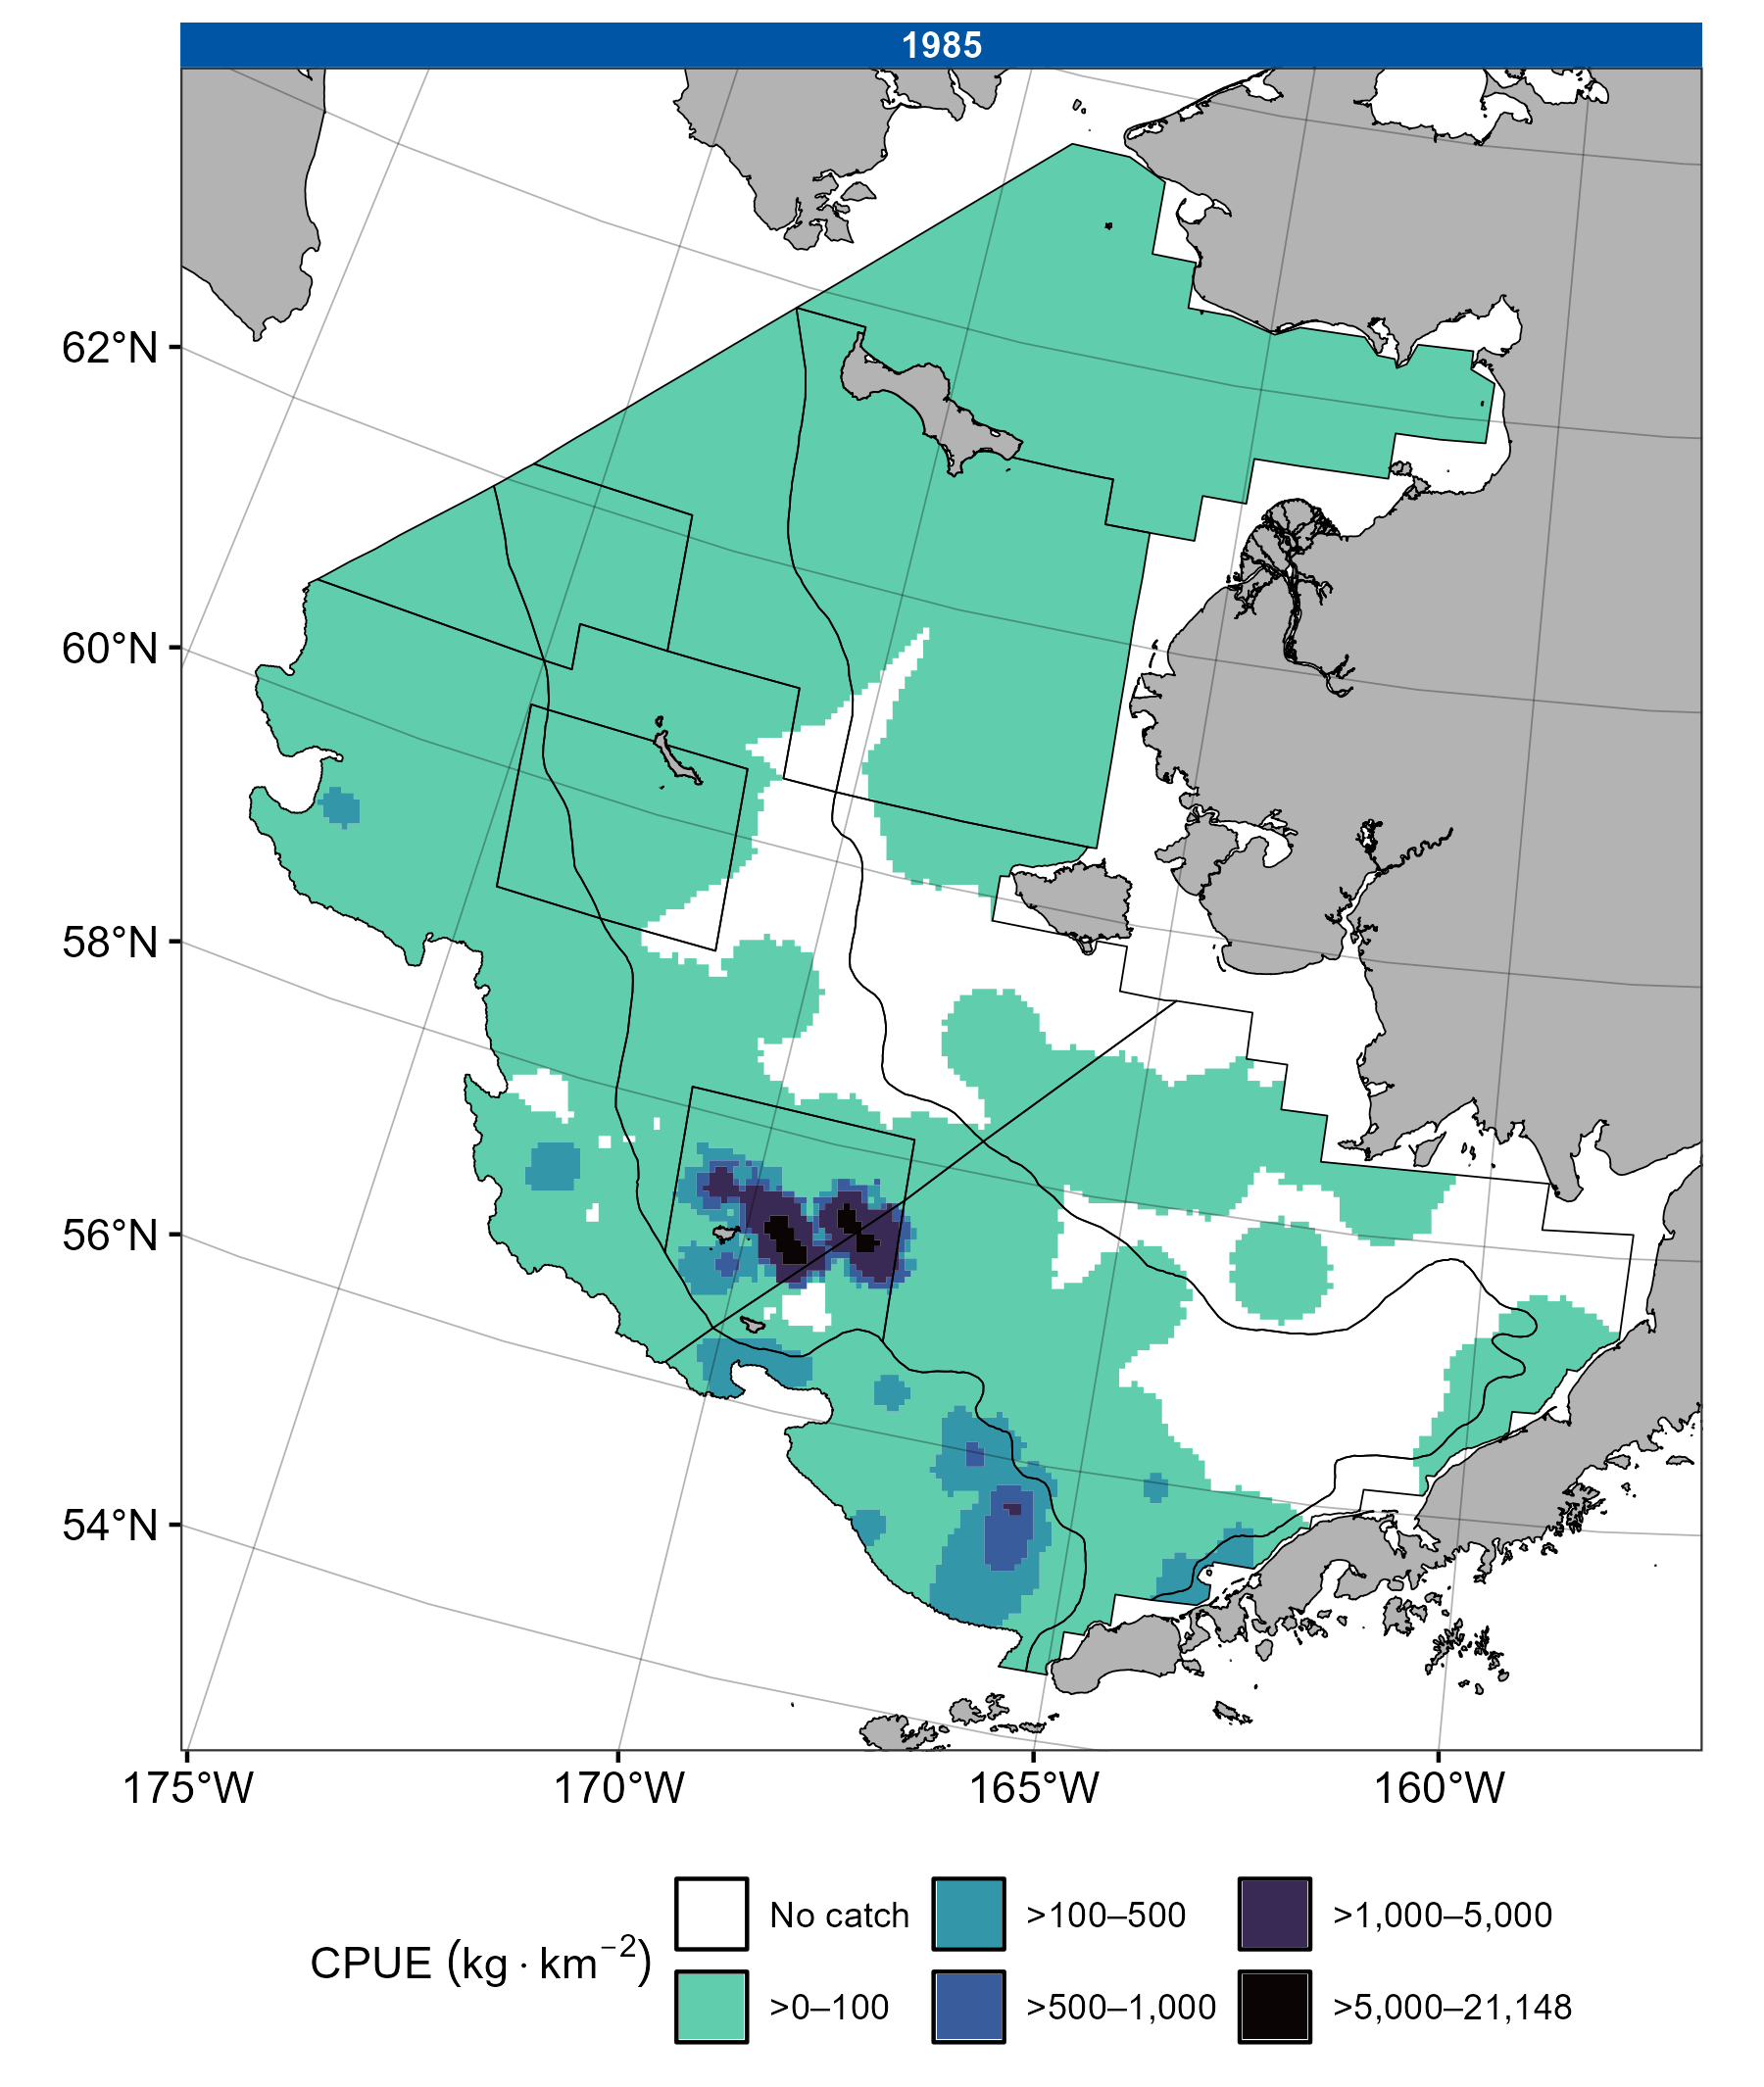 1985
62°N
60°N
58°N
56°N
54°N
175°W 170°W 165°W 160°W
CPUE (kg · km−2)
No catch >100–500 >1,000–5,000
>0–100 >500–1,000 >5,000–21,148